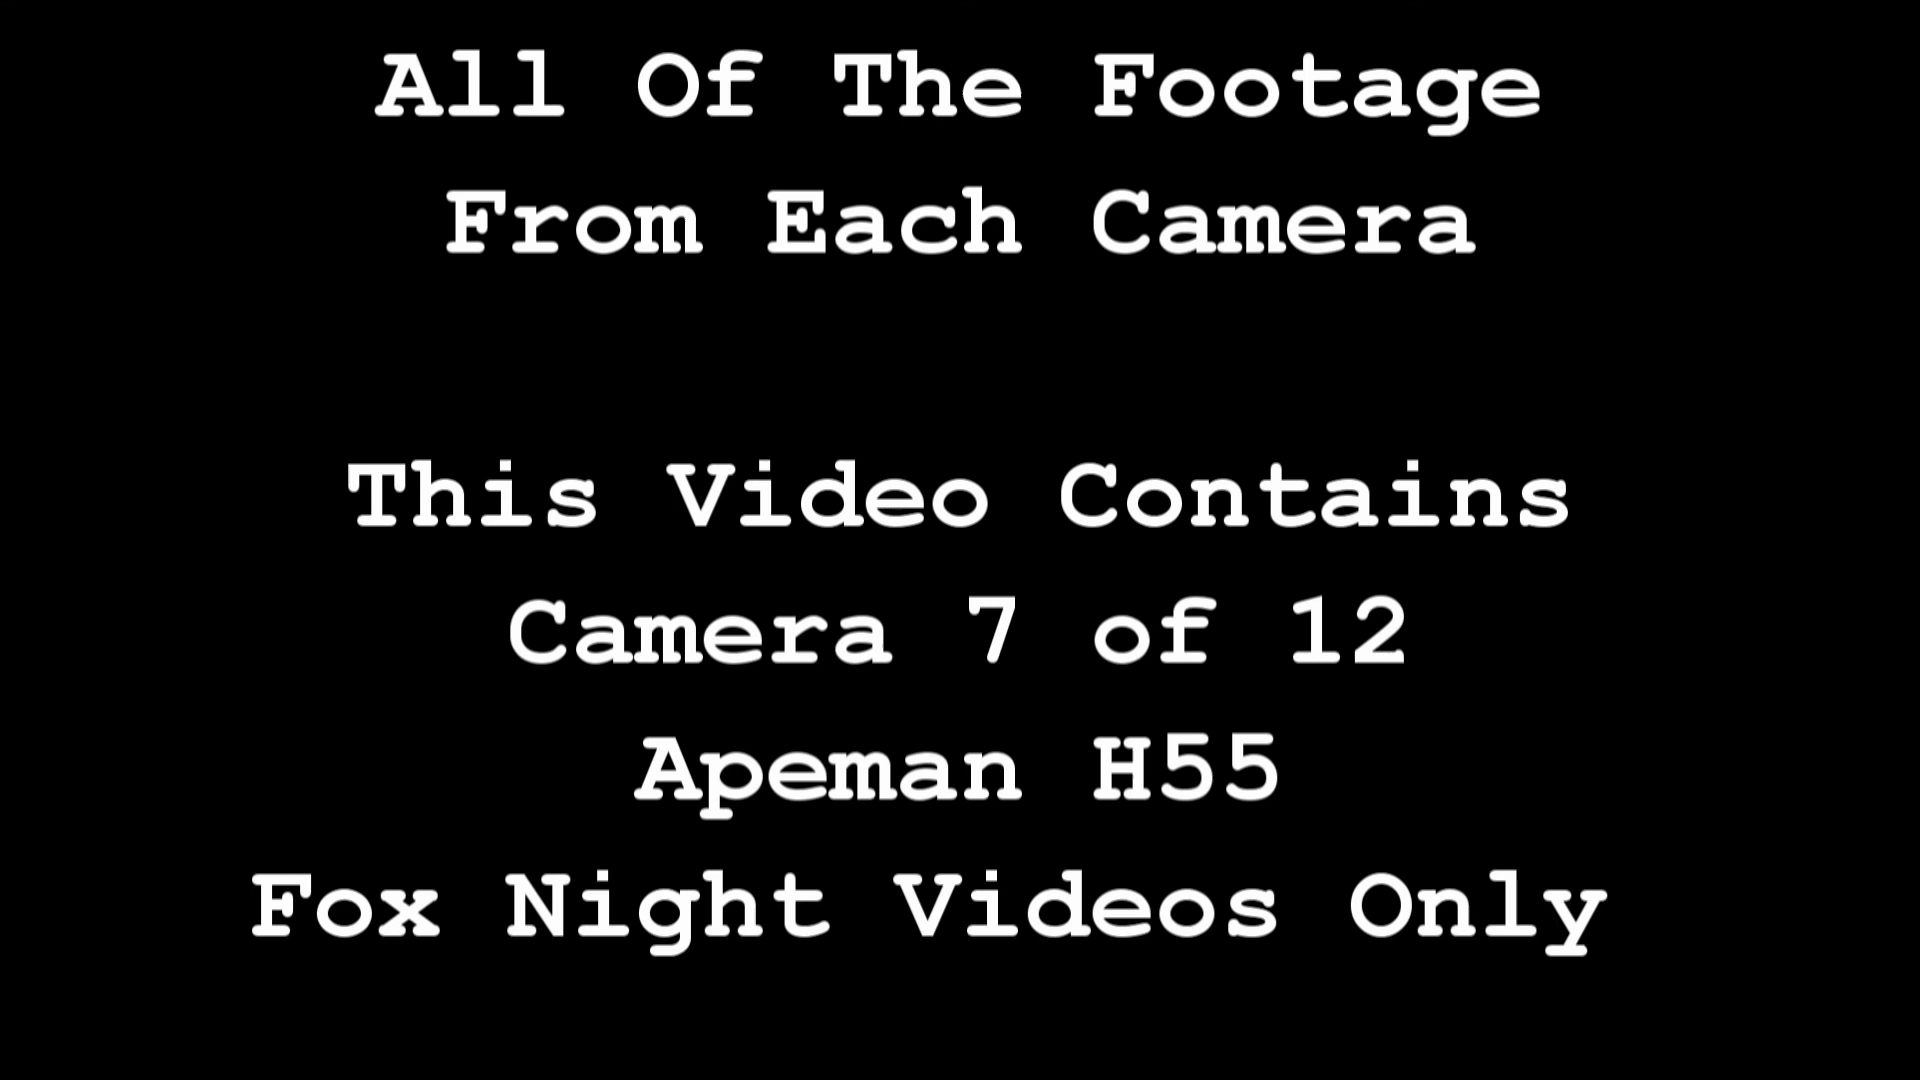 All Of The Footage
From Each Camera
This Video Contains
Camera 7 of 12
Apeman H55
Fox Night Videos Only